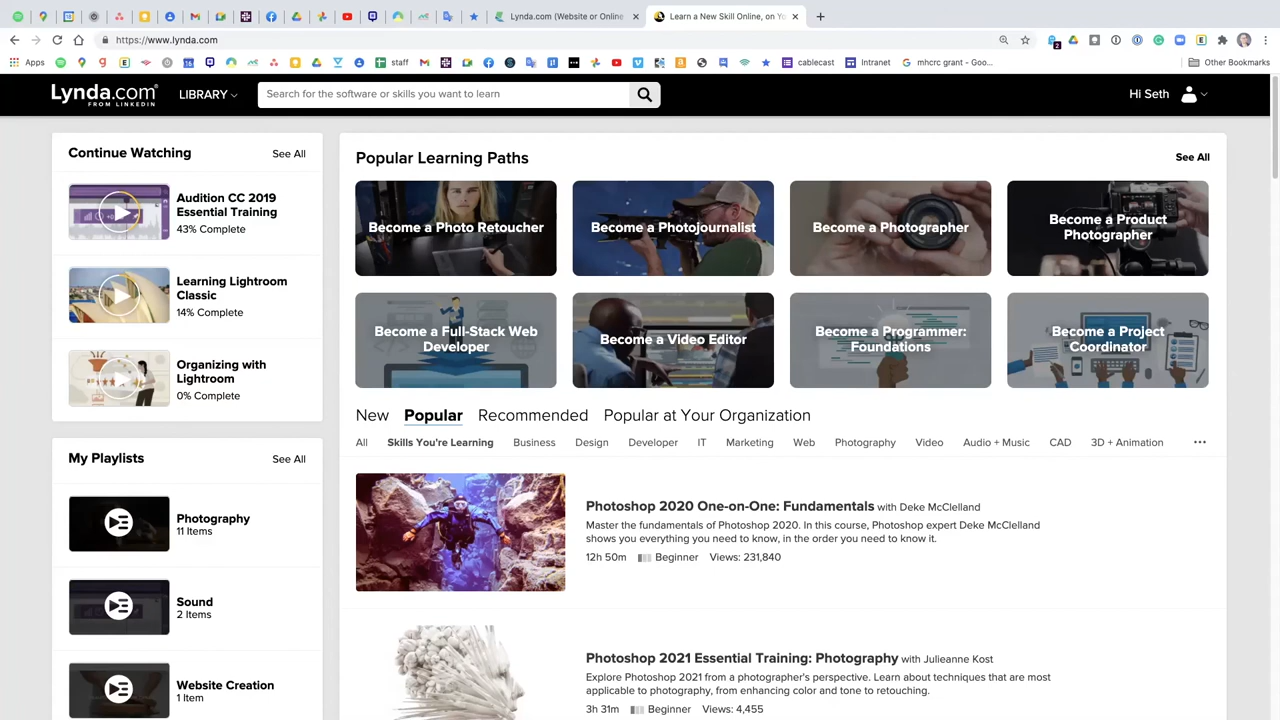 Lynda.com (Website or Online
Learn a New Skill Online, on Yo
https://www.lynda.com
2
Apps
staff
cablecast
Intranet
mhcrc grant - Goo...
Other Bookmarks
Lynda.com
FROM LINKEDIN
LIBRARY
Search for the software or skills you want to learn
Hi Seth
Continue Watching
See All
Audition CC 2019
Essential Training
43% Complete
Learning Lightroom
Classic
14% Complete
Organizing with
Lightroom
0% Complete
My Playlists
See All
Photography
11 Items
Sound
2 Items
Website Creation
1 Item
Popular Learning Paths
See All
Become a Photo Retoucher
Become a Photojournalist
Become a Photographer
Become a Product
Photographer
Become a Full-Stack Web
Developer
Become a Video Editor
Become a Programmer:
Foundations
Become a Project
Coordinator
New Popular Recommended Popular at Your Organization
All Skills You're Learning Business Design Developer IT Marketing Web Photography Video Audio + Music CAD 3D + Animation
Photoshop 2020 One-on-One: Fundamentals with Deke McClelland
Master the fundamentals of Photoshop 2020. In this course, Photoshop expert Deke McClelland
shows you everything you need to know, in the order you need to know it.
12h 50m Beginner Views: 231,840
Photoshop 2021 Essential Training: Photography with Julieanne Kost
Explore Photoshop 2021 from a photographer's perspective. Learn about techniques that are most
applicable to photography, from enhancing color and tone to retouching.
3h 31m Beginner Views: 4,455